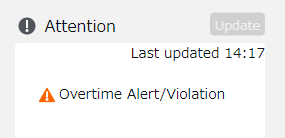 Attention
Update
Last updated 14:17
Overtime Alert/Violation